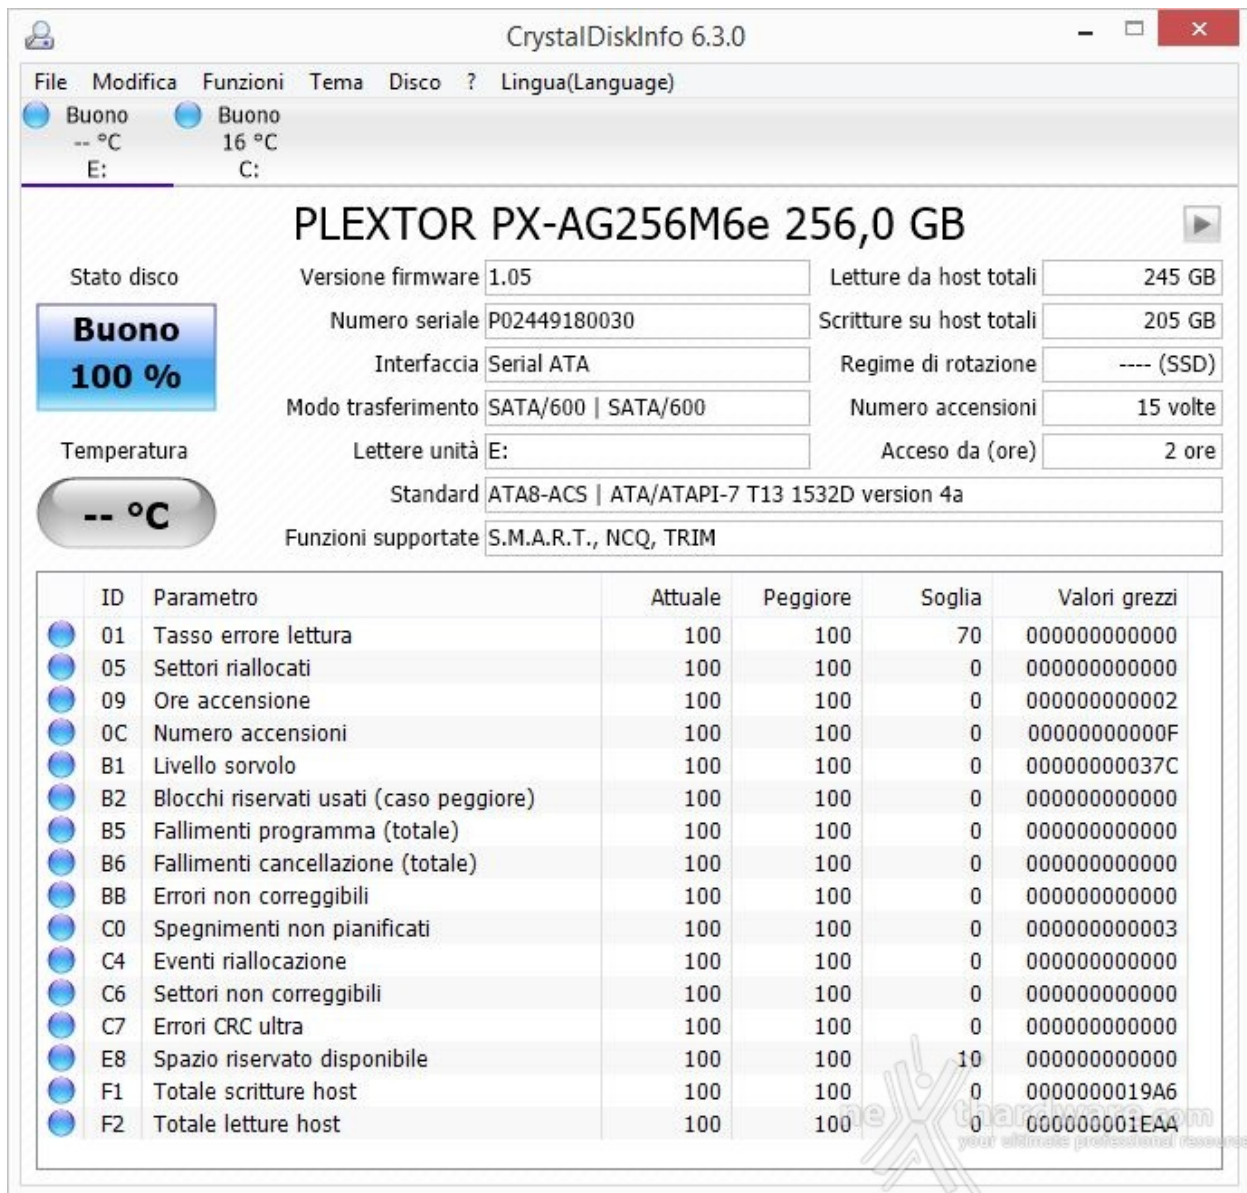 CrystalDiskInfo 6.3.0
File Modifica Funzioni Tema Disco ? Lingua(Language)
Buono Buono
-- °C 16 °C
E: C:
PLEXTOR PX-AG256M6e 256,0 GB
Stato disco
Buono
100 %
Temperatura
-- °C
Versione firmware 1.05
Numero seriale P02449180030
Interfaccia Serial ATA
Modo trasferimento SATA/600 | SATA/600
Lettere unità E:
Standard ATA8-ACS | ATA/ATAPI-7 T13 1532D version 4a
Funzioni supportate S.M.A.R.T., NCQ, TRIM
Letture da host totali 245 GB
Scritture su host totali 205 GB
Regime di rotazione ---- (SSD)
Numero accensioni 15 volte
Acceso da (ore) 2 ore
ID Parametro Attuale Peggiore Soglia Valori grezzi
01 Tasso errore lettura 100 100 70 000000000000
05 Settori riallocati 100 100 0 000000000000
09 Ore accensione 100 100 0 000000000002
0C Numero accensioni 100 100 0 00000000000F
B1 Livello sorvolo 100 100 0 00000000037C
B2 Blocchi riservati usati (caso peggiore) 100 100 0 000000000000
B5 Fallimenti programma (totale) 100 100 0 000000000000
B6 Fallimenti cancellazione (totale) 100 100 0 000000000000
BB Errori non correggibili 100 100 0 000000000000
C0 Spegnimenti non pianificati 100 100 0 000000000003
C4 Eventi riallocazione 100 100 0 000000000000
C6 Settori non correggibili 100 100 0 000000000000
C7 Errori CRC ultra 100 100 0 000000000000
E8 Spazio riservato disponibile 100 100 10 000000000000
F1 Totale scritture host 100 100 0 0000000019A6
F2 Totale letture host 100 100 0 000000001EAA
nexthardware.com
your ultimate professional resource